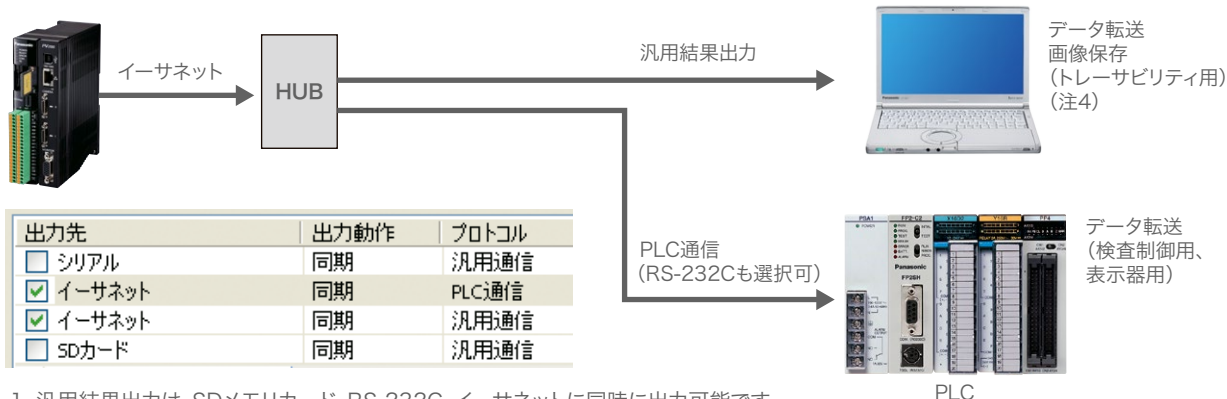 イーサネット
HUB
汎用結果出力
データ転送
画像保存
(トレーサビリティ用)
(注4)
出力先 出力動作 プロトコル
シリアル 同期 汎用通信
イーサネット 同期 PLC通信
イーサネット 同期 汎用通信
SDカード 同期 汎用通信
PLC通信
(RS-232Cも選択可)
Panasonic
データ転送
(検査制御用、
表示器用)
PLC